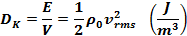 D_K = E/V = 1/2 ρ_0 v_rms^2 (J/m^3)